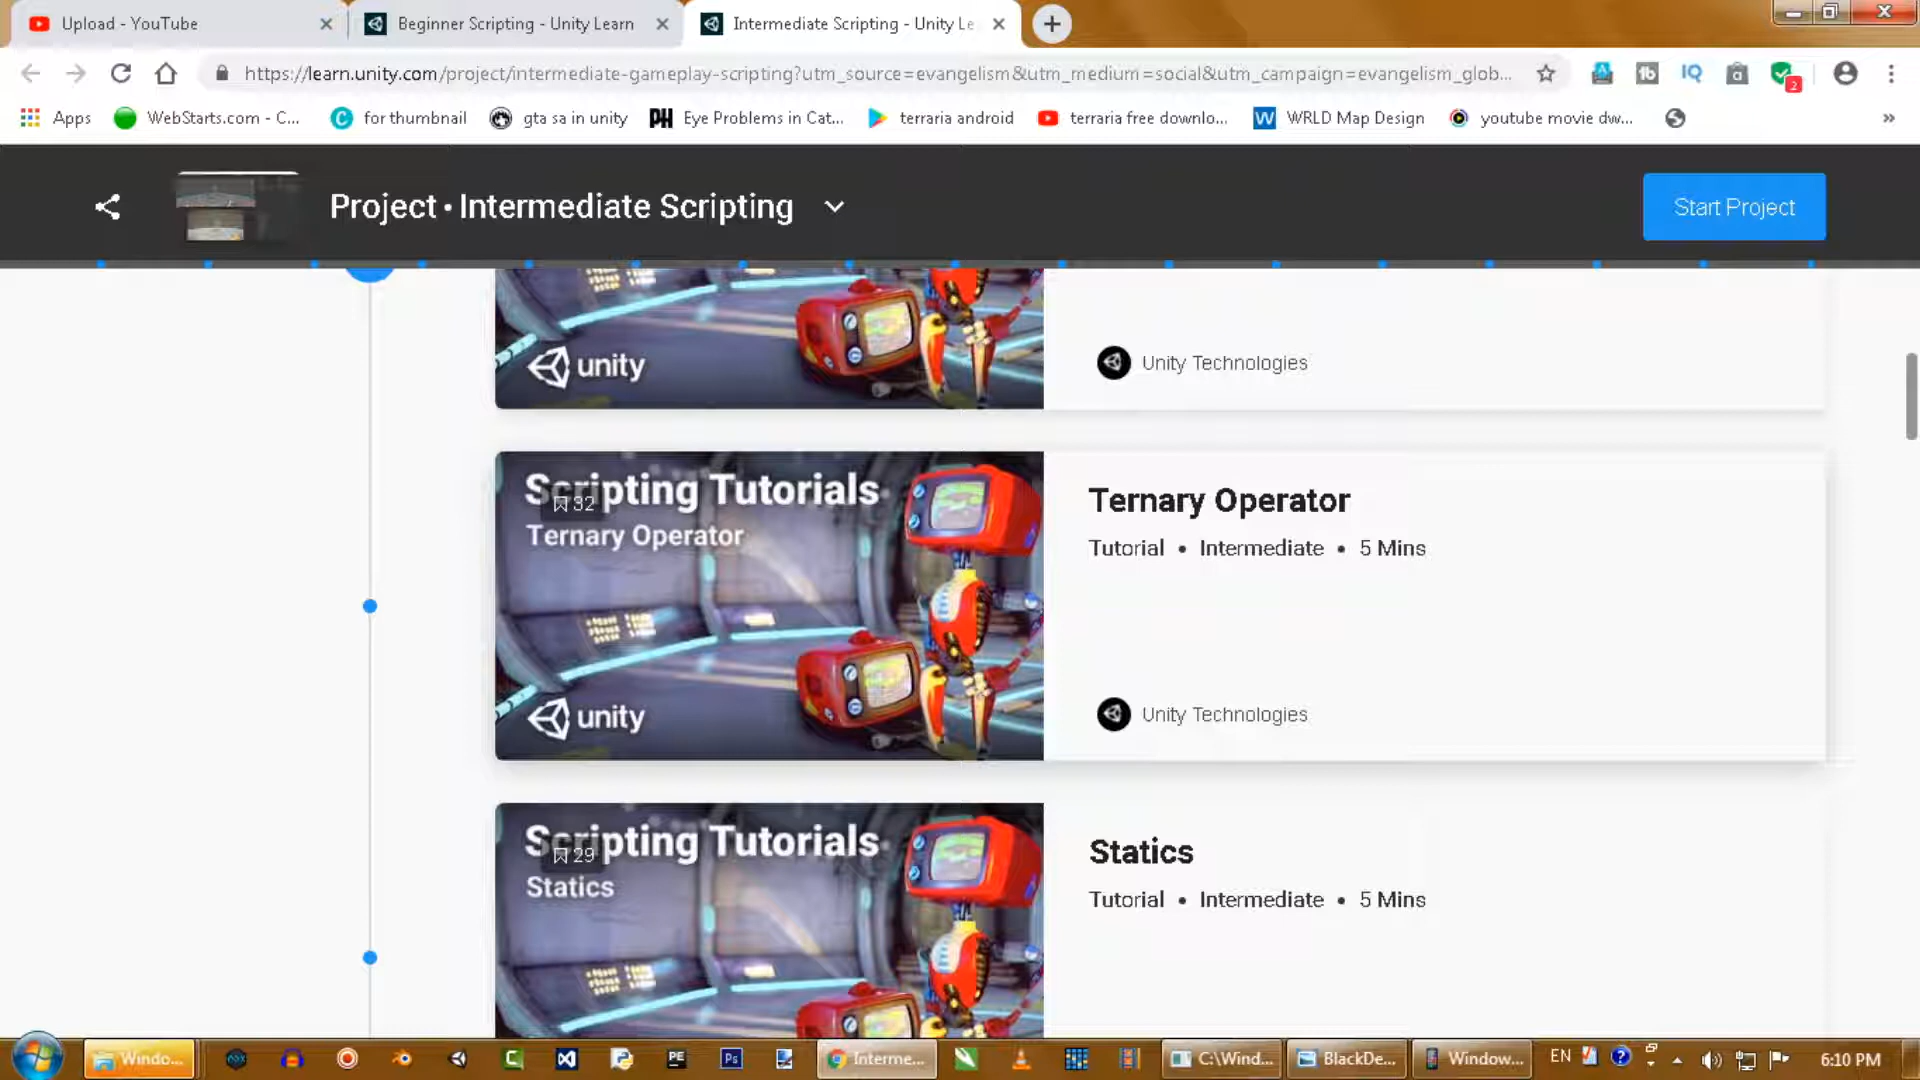 Upload - YouTube
Beginner Scripting - Unity Learn
Intermediate Scripting - Unity Le
https://learn.unity.com/project/intermediate-gameplay-scripting?utm_source=evangelism&utm_medium=social&utm_campaign=evangelism_glob...
2
Apps
WebStarts.com - C...
for thumbnail
gta sa in unity
Eye Problems in Cat...
terraria android
terraria free downlo...
WRLD Map Design
youtube movie dw...
»
Project • Intermediate Scripting
Start Project
unity
Unity Technologies
Scripting Tutorials
32
Ternary Operator
unity
Ternary Operator
Tutorial • Intermediate • 5 Mins
Unity Technologies
Scripting Tutorials
29
Statics
Statics
Tutorial • Intermediate • 5 Mins
Windo...
PE
Ps
Interme...
C:\Wind...
BlackDe...
Window...
EN
6:10 PM